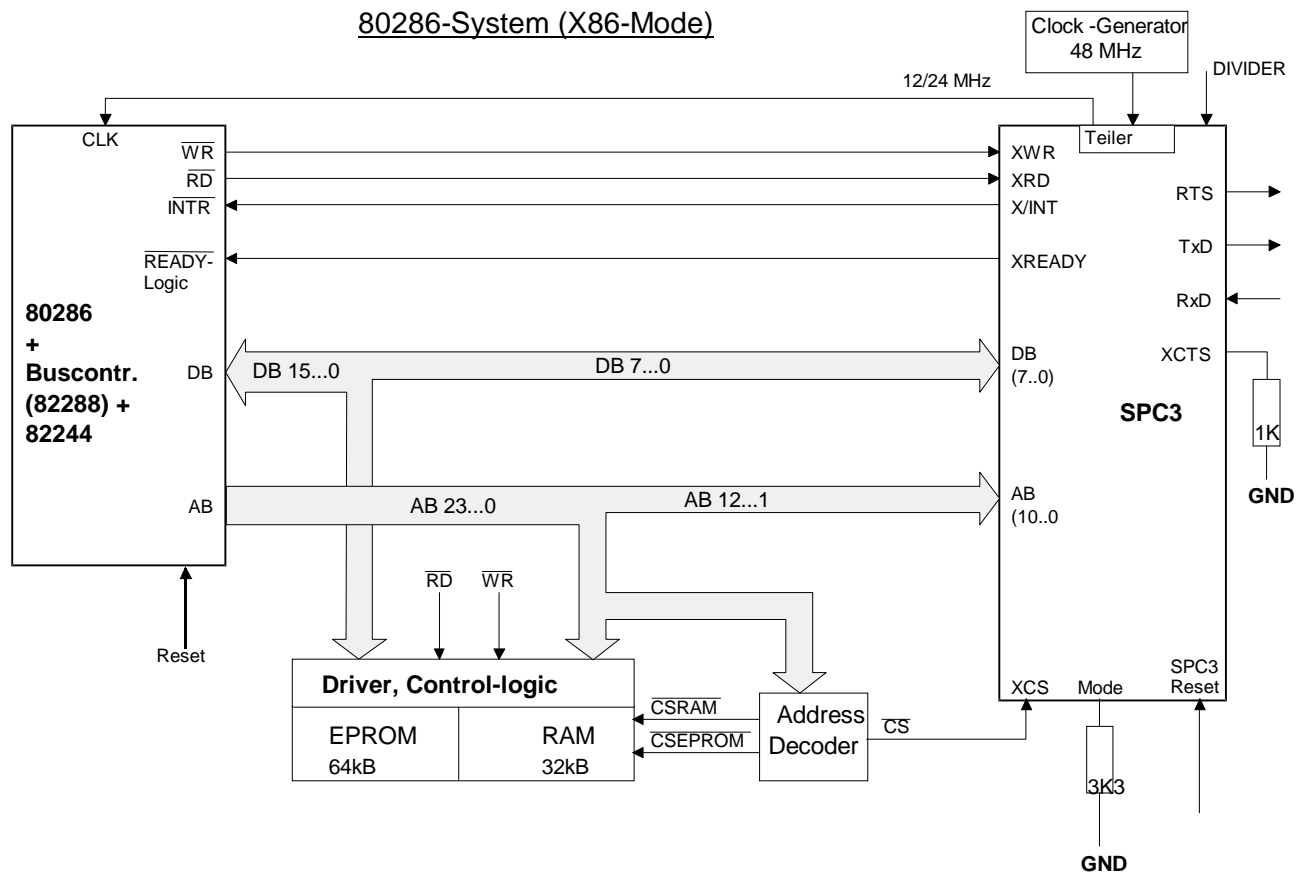 80286-System (X86-Mode)
Clock -Generator
48 MHz
12/24 MHz
DIVIDER
CLK
Teiler
WR
XWR
RD
XRD
INTR
X/INT
RTS
READY-
Logic
XREADY
TxD
RxD
80286
+
Buscontr.
(82288) +
82244
DB
DB 15...0
DB 7...0
DB
(7..0)
XCTS
SPC3
1K
GND
AB
AB 23...0
AB 12...1
AB
(10..0
RD
WR
Reset
Driver, Control-logic
EPROM
64kB
RAM
32kB
CSRAM
CSEPROM
Address
Decoder
CS
XCS
Mode
SPC3
Reset
3K3
GND